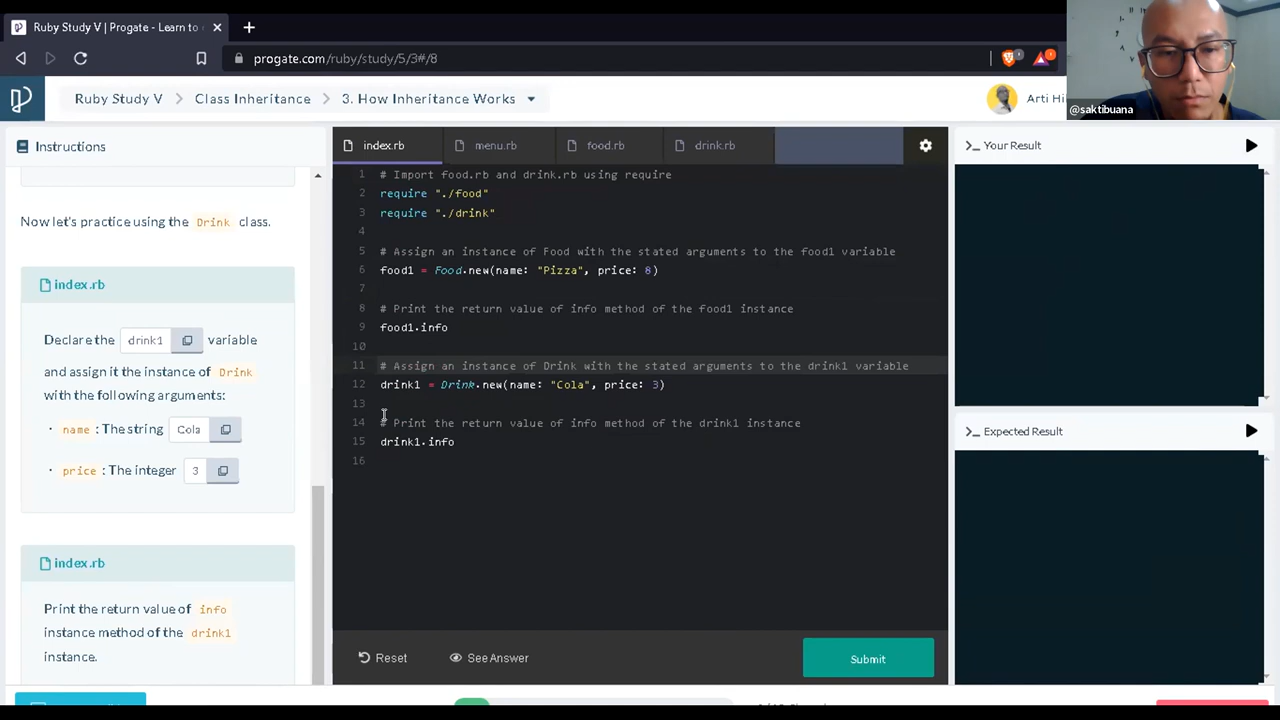 Ruby Study V | Progate - Learn to
progate.com/ruby/study/5/3#/8
Ruby Study V > Class Inheritance > 3. How Inheritance Works
Arti Hi
@saktibuana
Instructions
Now let's practice using the Drink class.
index.rb
Declare the drink1 variable
and assign it the instance of Drink
with the following arguments:
· name : The string Cola
· price : The integer 3
index.rb
Print the return value of info
instance method of the drink1
instance.
index.rb menu.rb food.rb drink.rb
1 # Import food.rb and drink.rb using require
2 require "./food"
3 require "./drink"
4
5 # Assign an instance of Food with the stated arguments to the food1 variable
6 food1 = Food.new(name: "Pizza", price: 8)
7
8 # Print the return value of info method of the food1 instance
9 food1.info
10
11 # Assign an instance of Drink with the stated arguments to the drink1 variable
12 drink1 = Drink.new(name: "Cola", price: 3)
13
14 # Print the return value of info method of the drink1 instance
15 drink1.info
16
Reset See Answer Submit
>_ Your Result
>_ Expected Result